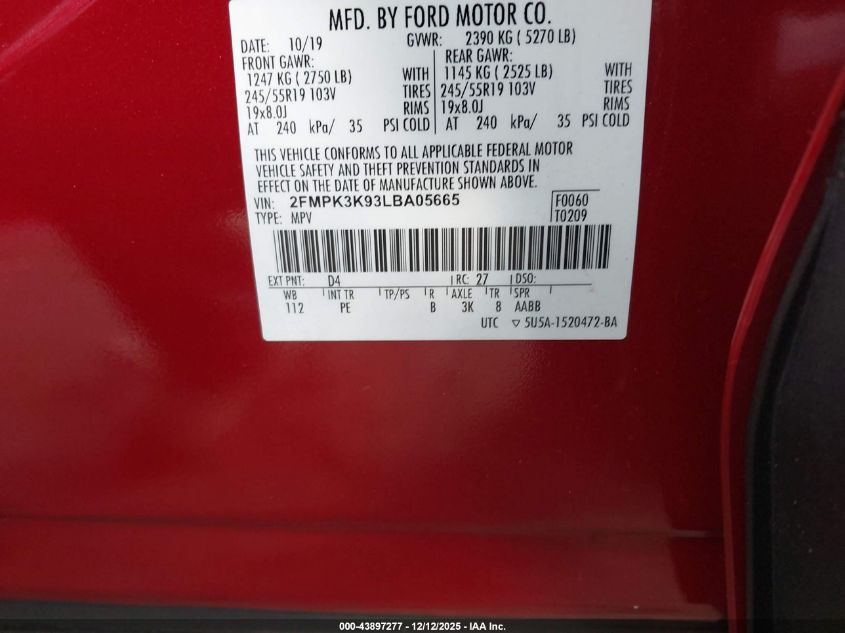 MFD. BY FORD MOTOR CO.
DATE: 10/19 GVWR: 2390 KG ( 5270 LB)
FRONT GAWR: REAR GAWR:
1247 KG ( 2750 LB) WITH 1145 KG ( 2525 LB) WITH
245/55R19 103V TIRES 245/55R19 103V TIRES
19x8.0J RIMS 19x8.0J RIMS
AT 240 kPa/ 35 PSI COLD AT 240 kPa/ 35 PSI COLD
THIS VEHICLE CONFORMS TO ALL APPLICABLE FEDERAL MOTOR
VEHICLE SAFETY AND THEFT PREVENTION STANDARDS IN
EFFECT ON THE DATE OF MANUFACTURE SHOWN ABOVE.
VIN: 2FMPK3K93LBA05665 F0060
TYPE: MPV T0209
EXT PNT: D4 RC: 27 DSO:
WB INT TR TP/PS R AXLE TR SPR
112 PE B 3K 8 AABB
UTC ▽ 5U5A-1520472-BA
000-43897277 - 12/12/2025 - IAA Inc.